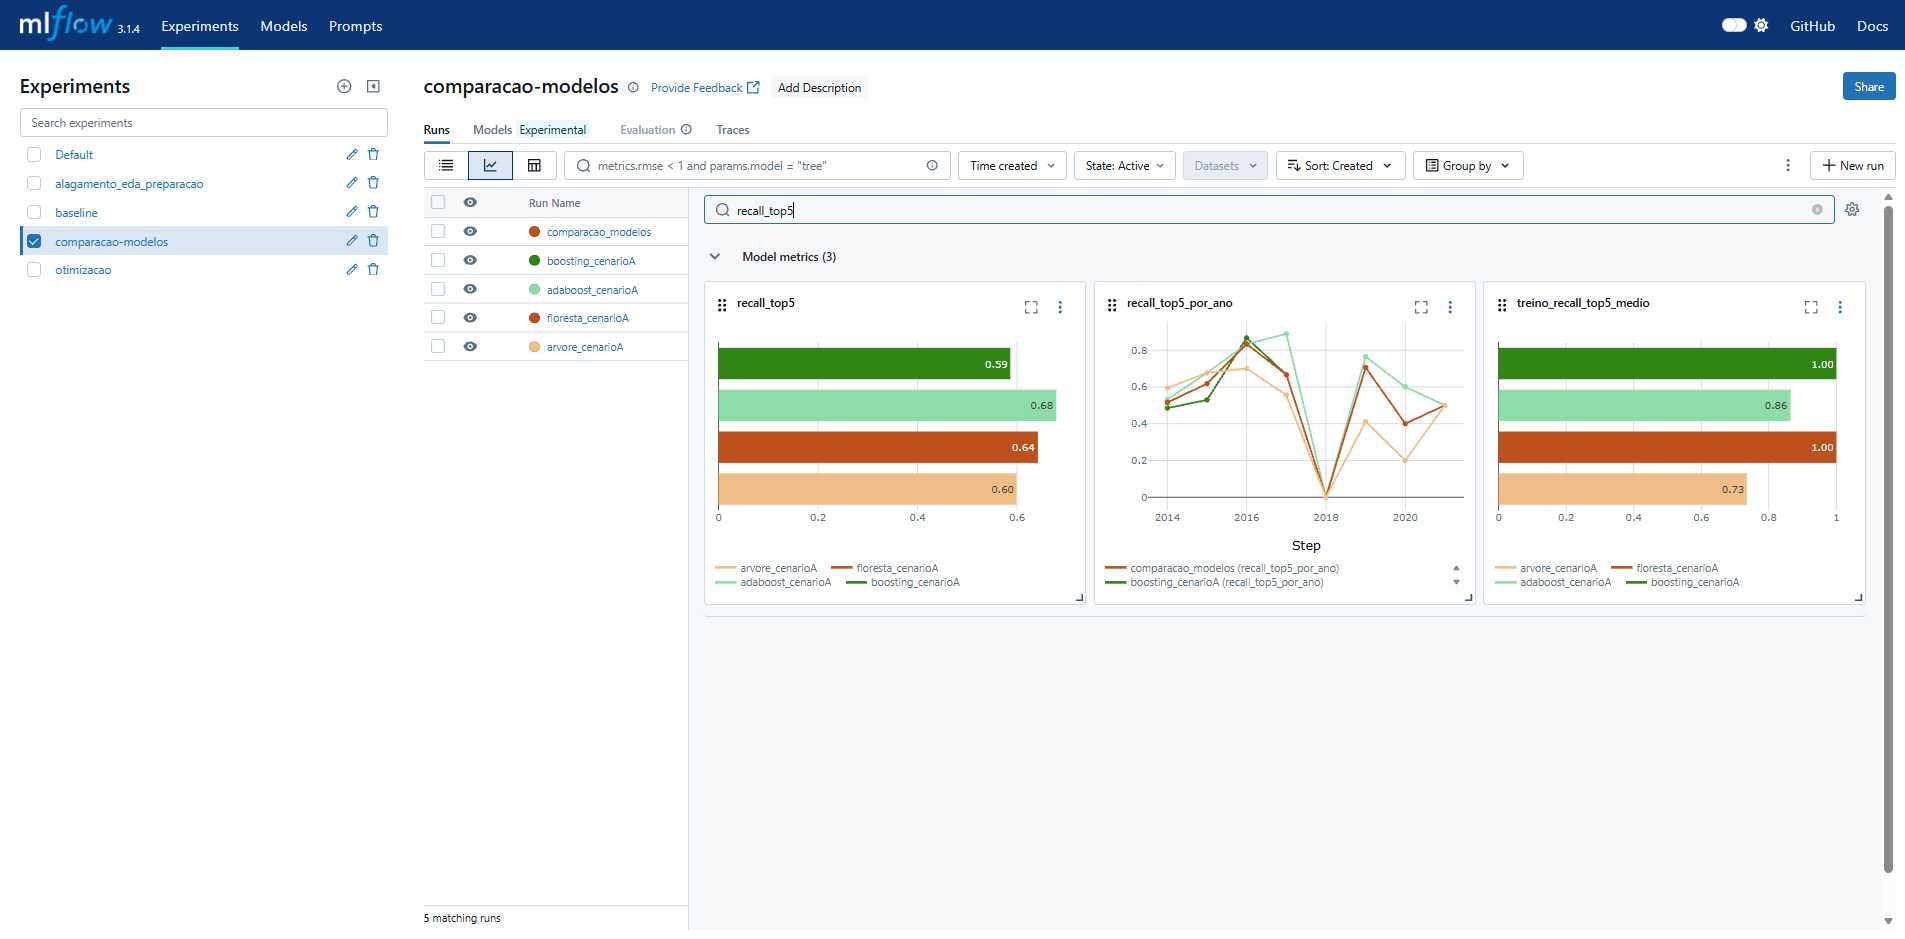 mlflow 3.1.4 Experiments Models Prompts GitHub Docs
Experiments
Search experiments
Default
alagamento_eda_preparacao
baseline
comparacao-modelos
otimizacao
comparacao-modelos Provide Feedback Add Description Share
Runs Models Experimental Evaluation Traces
metrics.rmse < 1 and params.model = "tree" Time created State: Active Datasets Sort: Created Group by New run
Run Name
comparacao_modelos
boosting_cenarioA
adaboost_cenarioA
floresta_cenarioA
arvore_cenarioA
5 matching runs
recall_top5
Model metrics (3)
recall_top5
0.59
0.68
0.64
0.60
0 0.2 0.4 0.6
arvore_cenarioA floresta_cenarioA
adaboost_cenarioA boosting_cenarioA
recall_top5_por_ano
0.8
0.6
0.4
0.2
0
2014 2016 2018 2020
Step
comparacao_modelos (recall_top5_por_ano)
boosting_cenarioA (recall_top5_por_ano)
treino_recall_top5_medio
1.00
0.86
1.00
0.73
0 0.2 0.4 0.6 0.8 1
arvore_cenarioA floresta_cenarioA
adaboost_cenarioA boosting_cenarioA